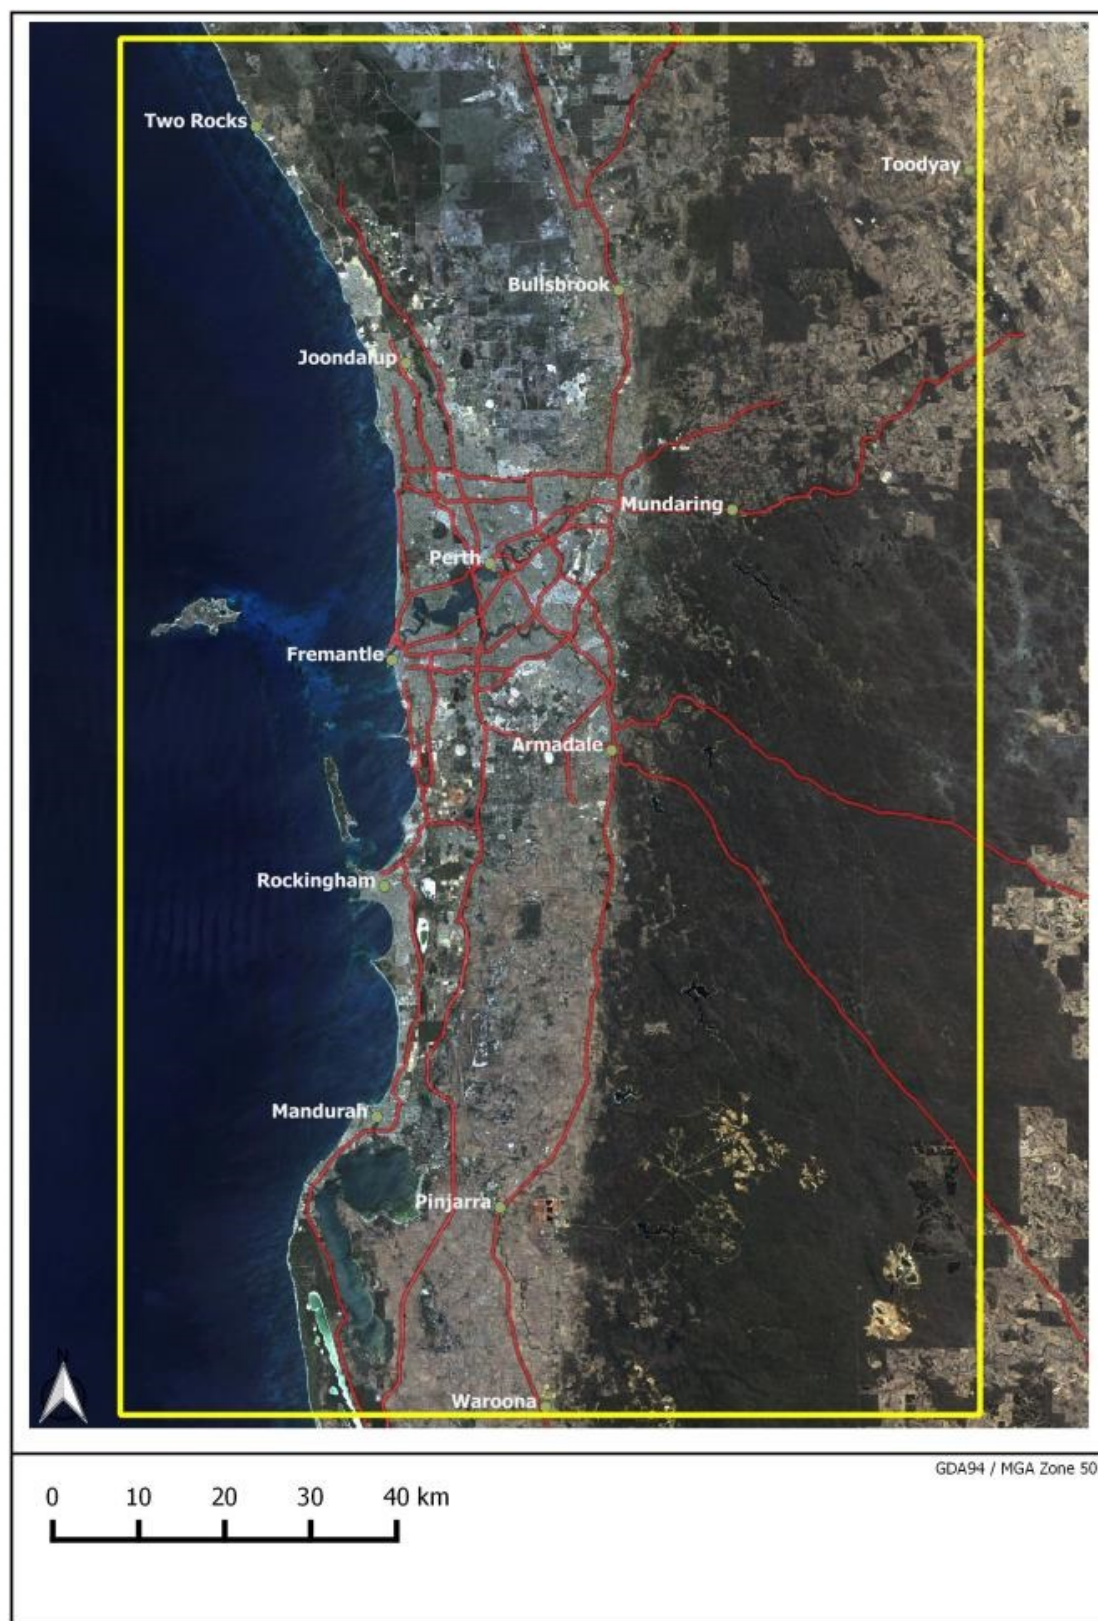 Two Rocks
Toodyay
Bullsbrook
Joondalup
Mundaring
Perth
Fremantle
Armadale
Rockingham
Mandurah
Pinjarra
Waroona
N
GDA94 / MGA Zone 50
0 10 20 30 40 km